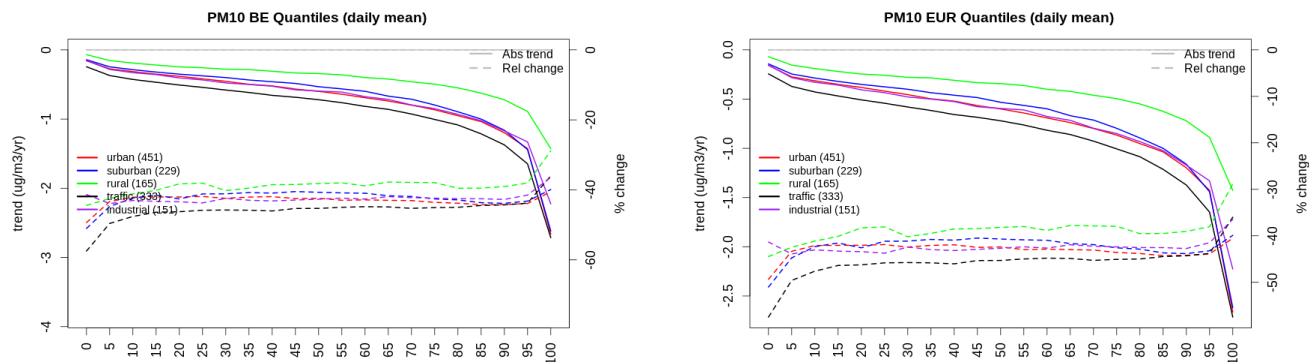 PM10 BE Quantiles (daily mean)
0
-1
-2
-3
-4
trend (ug/m3/yr)
Abs trend
Rel change
urban (451)
suburban (229)
rural (165)
traffic (333)
industrial (151)
0
-20
-40
-60
% change
0 5 10 15 20 25 30 35 40 45 50 55 60 65 70 75 80 85 90 95 100
PM10 EUR Quantiles (daily mean)
0.0
-0.5
-1.0
-1.5
-2.0
-2.5
trend (ug/m3/yr)
Abs trend
Rel change
urban (451)
suburban (229)
rural (165)
traffic (333)
industrial (151)
0
-10
-20
-30
-40
-50
% change
0 5 10 15 20 25 30 35 40 45 50 55 60 65 70 75 80 85 90 95 100